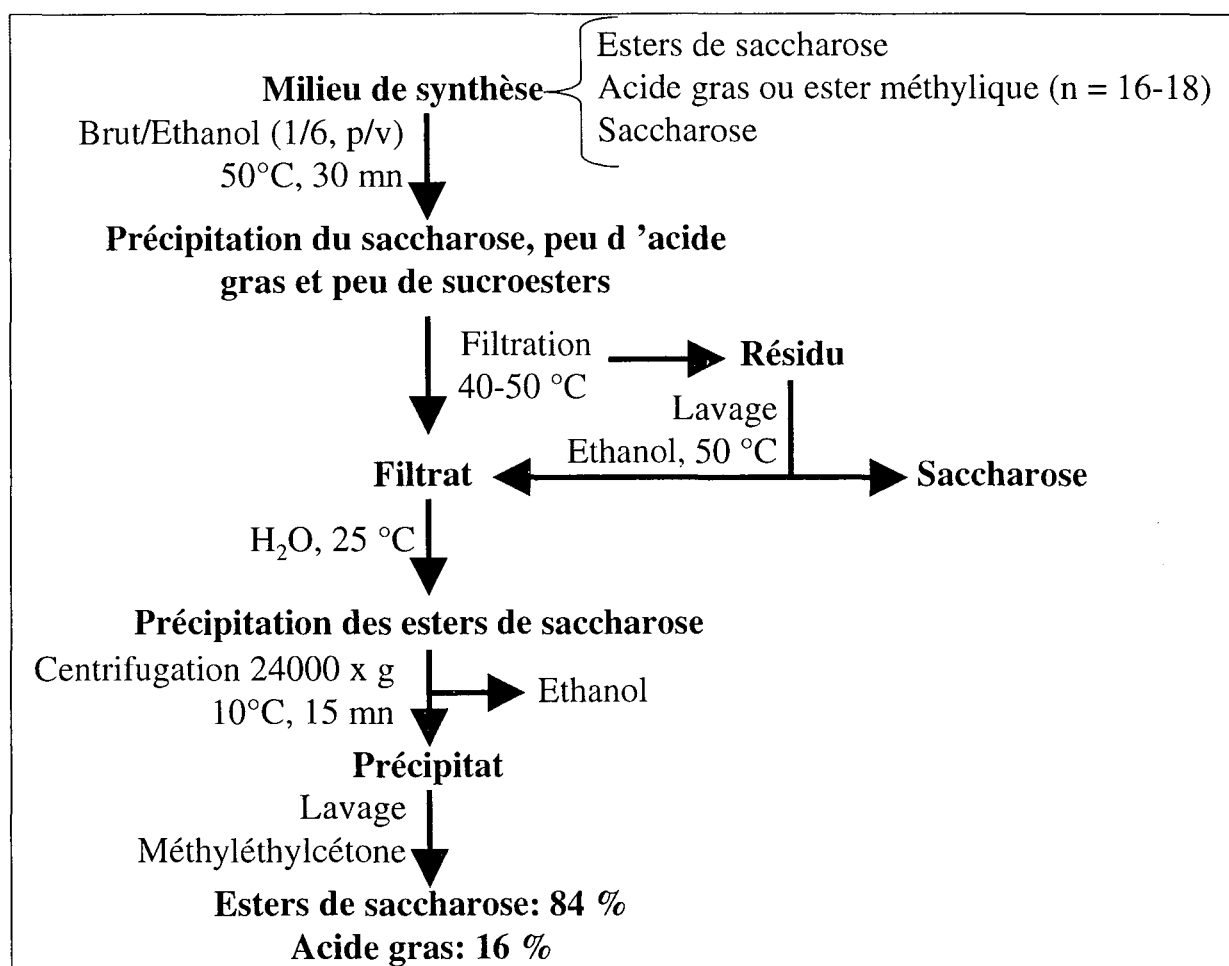 Esters de saccharose
Milieu de synthèse
Acide gras ou ester méthylique (n = 16-18)
Brut/Ethanol (1/6, p/v)
Saccharose
50°C, 30 mn
Précipitation du saccharose, peu d ’acide
gras et peu de sucroesters
Filtration
40-50 °C
Résidu
Lavage
Ethanol, 50 °C
Filtrat
Saccharose
H₂O, 25 °C
Précipitation des esters de saccharose
Centrifugation 24000 x g
10°C, 15 mn
Ethanol
Précipitat
Lavage
Méthyléthylcétone
Esters de saccharose: 84 %
Acide gras: 16 %